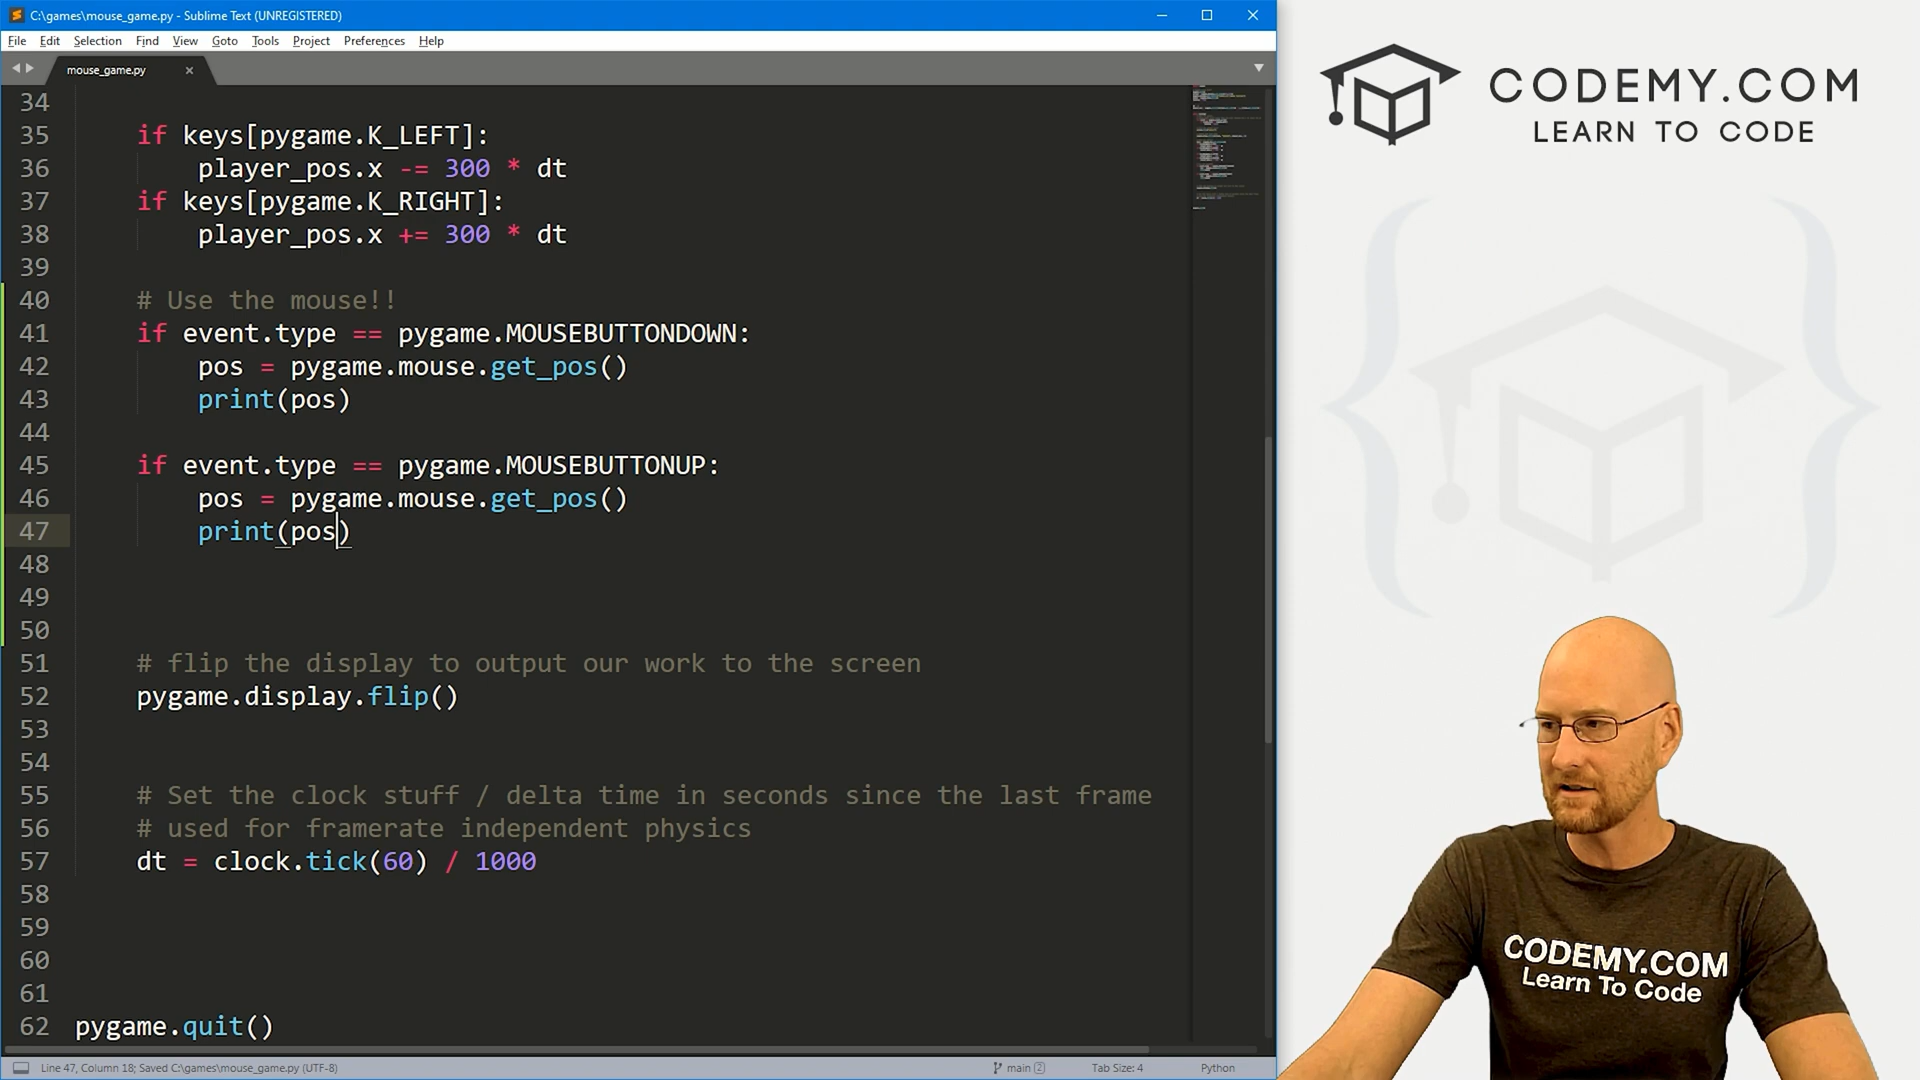 C:\games\mouse_game.py - Sublime Text (UNREGISTERED)
File Edit Selection Find View Goto Tools Project Preferences Help
mouse_game.py
34
35 if keys[pygame.K_LEFT]:
36 player_pos.x -= 300 * dt
37 if keys[pygame.K_RIGHT]:
38 player_pos.x += 300 * dt
39
40 # Use the mouse!!
41 if event.type == pygame.MOUSEBUTTONDOWN:
42 pos = pygame.mouse.get_pos()
43 print(pos)
44
45 if event.type == pygame.MOUSEBUTTONUP:
46 pos = pygame.mouse.get_pos()
47 print(pos)
48
49
50
51 # flip the display to output our work to the screen
52 pygame.display.flip()
53
54
55 # Set the clock stuff / delta time in seconds since the last frame
56 # used for framerate independent physics
57 dt = clock.tick(60) / 1000
58
59
60
61
62 pygame.quit()
Line 47, Column 18; Saved C:\games\mouse_game.py (UTF-8) main 2 Tab Size: 4 Python
CODEMY.COM
LEARN TO CODE
CODEMY.COM
Learn To Code